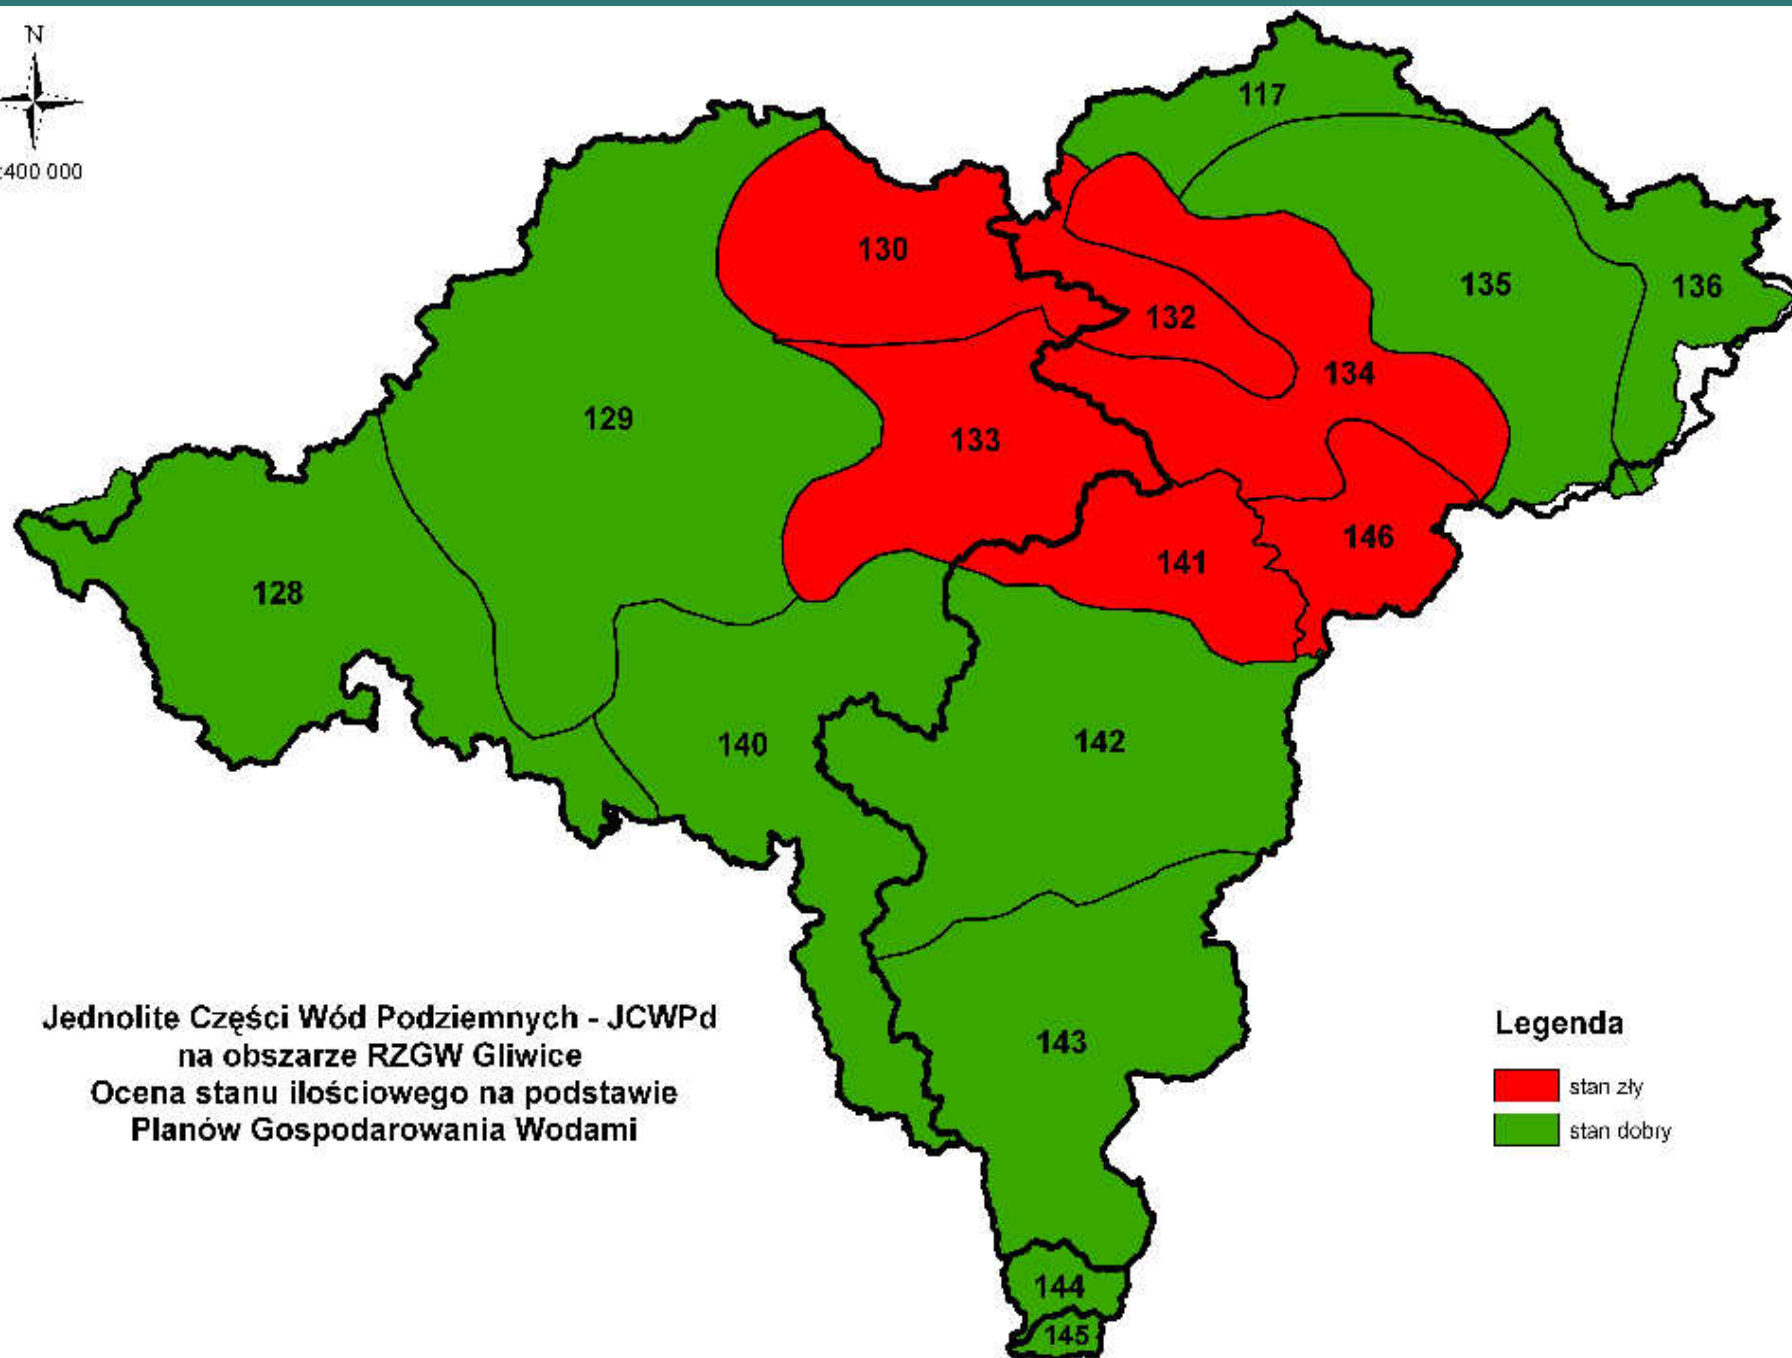 N
:400 000
117
130
132
135
136
134
129
133
146
141
128
140
142
143
144
145
Jednolite Części Wód Podziemnych - JCWPd
na obszarze RZGW Gliwice
Ocena stanu ilościowego na podstawie
Planów Gospodarowania Wodami
Legenda
stan zły
stan dobry